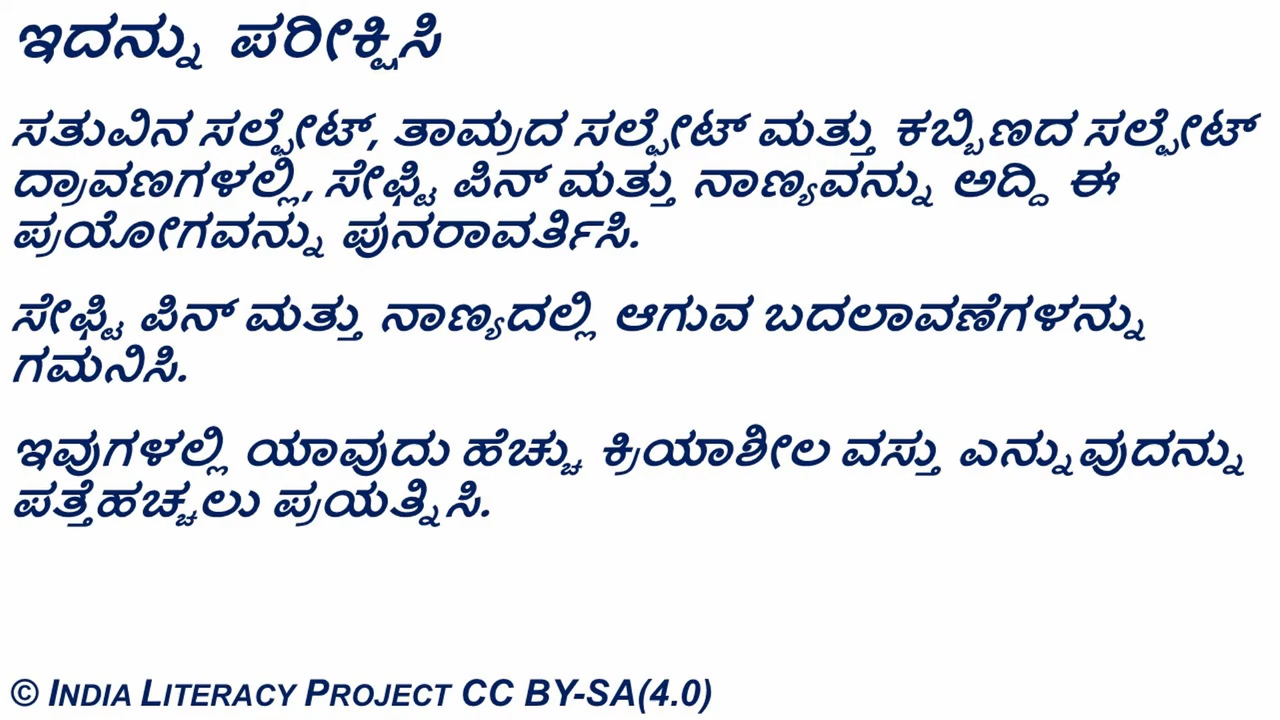 ಇದನ್ನು ಪರೀಕ್ಷಿಸಿ
ಸತುವಿನ ಸಲ್ಫೇಟ್, ತಾಮ್ರದ ಸಲ್ಫೇಟ್ ಮತ್ತು ಕಬ್ಬಿಣದ ಸಲ್ಫೇಟ್
ದ್ರಾವಣಗಳಲ್ಲಿ, ಸೇಫ್ಟಿ ಪಿನ್ ಮತ್ತು ನಾಣ್ಯವನ್ನು ಅದ್ದಿ ಈ
ಪ್ರಯೋಗವನ್ನು ಪುನರಾವರ್ತಿಸಿ.
ಸೇಫ್ಟಿ ಪಿನ್ ಮತ್ತು ನಾಣ್ಯದಲ್ಲಿ ಆಗುವ ಬದಲಾವಣೆಗಳನ್ನು
ಗಮನಿಸಿ.
ಇವುಗಳಲ್ಲಿ ಯಾವುದು ಹೆಚ್ಚು ಕ್ರಿಯಾಶೀಲ ವಸ್ತು ಎನ್ನುವುದನ್ನು
ಪತ್ತೆಹಚ್ಚಲು ಪ್ರಯತ್ನಿಸಿ.
© INDIA LITERACY PROJECT CC BY-SA(4.0)